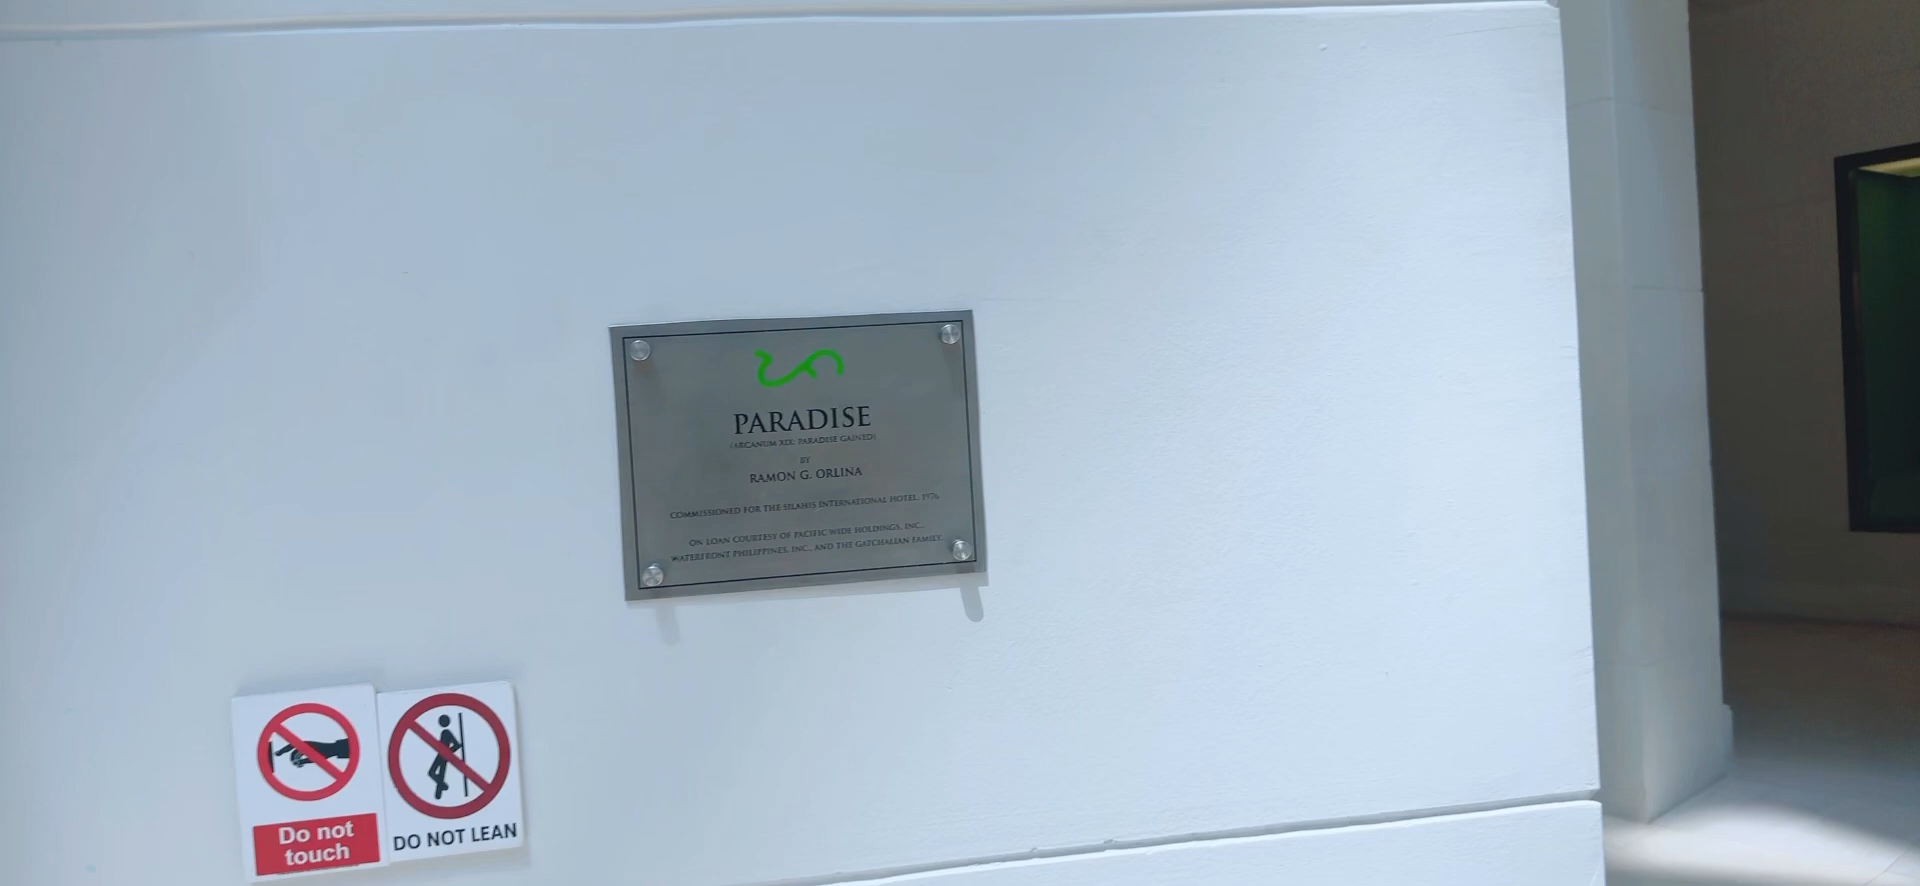 PARADISE
(ARCANUM XIX: PARADISE GAINED)
BY
RAMON G. ORLINA
COMMISSIONED FOR THE SILAHIS INTERNATIONAL HOTEL, 1976
ON LOAN COURTESY OF PACIFIC WIDE HOLDINGS, INC.,
WATERFRONT PHILIPPINES, INC., AND THE GATCHALIAN FAMILY
Do not
touch
DO NOT LEAN